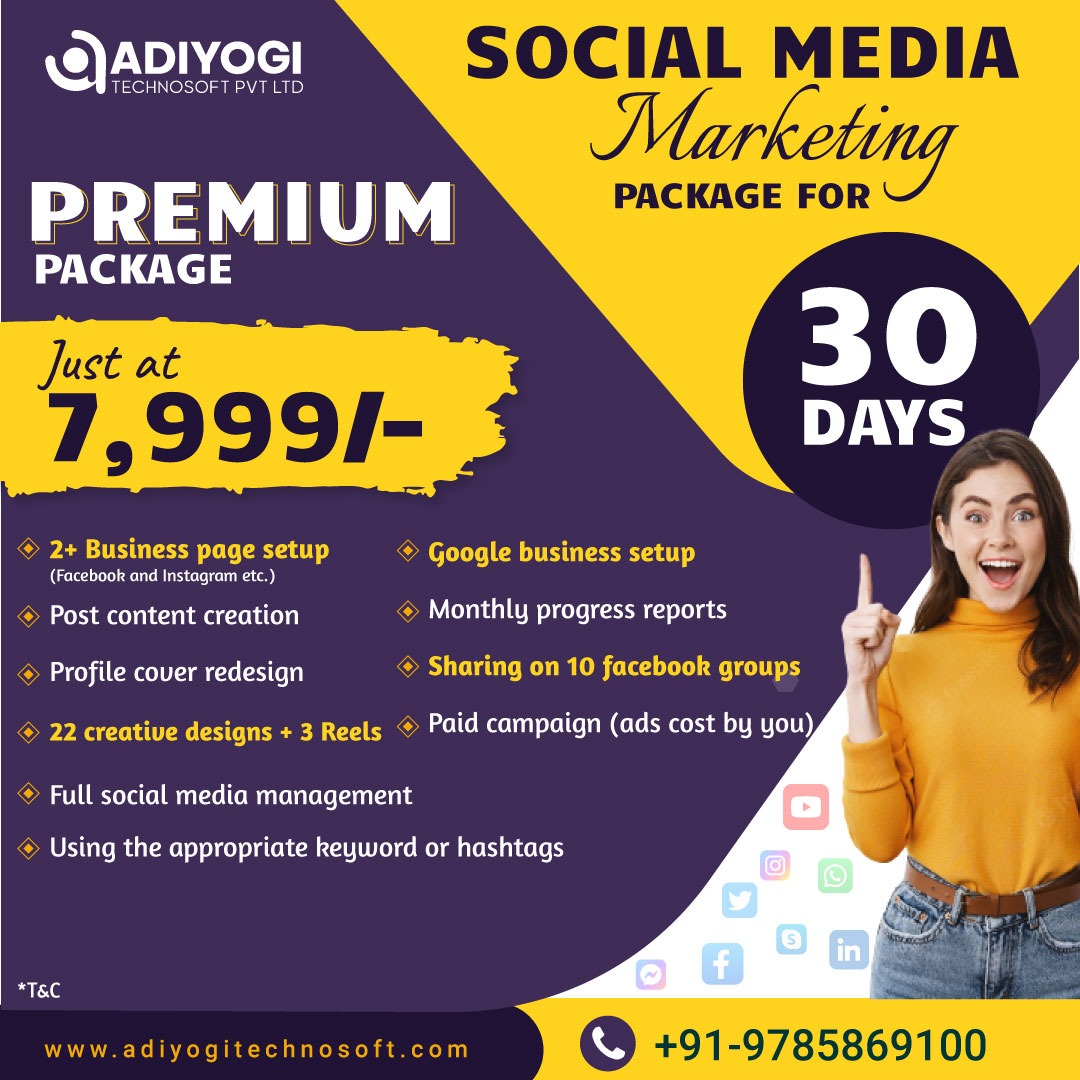 ADIYOGI
TECHNOSOFT PVT LTD
SOCIAL MEDIA
Marketing
PACKAGE FOR
30
DAYS
PREMIUM
PACKAGE
Just at
7,999/-
2+ Business page setup
(Facebook and Instagram etc.)
Post content creation
Profile cover redesign
22 creative designs + 3 Reels
Full social media management
Using the appropriate keyword or hashtags
Google business setup
Monthly progress reports
Sharing on 10 facebook groups
Paid campaign (ads cost by you)
*T&C
www.adiyogitechnosoft.com
+91-9785869100